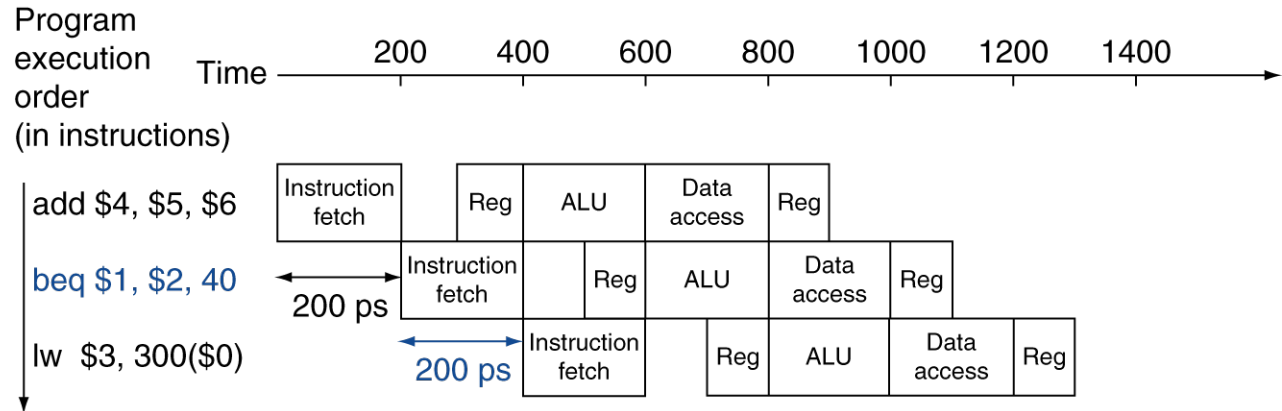 Program
execution
order
(in instructions)
Time
200 400 600 800 1000 1200 1400
add $4, $5, $6
Instruction
fetch
Reg
ALU
Data
access
Reg
beq $1, $2, 40
200 ps
Instruction
fetch
Reg
ALU
Data
access
Reg
lw $3, 300($0)
200 ps
Instruction
fetch
Reg
ALU
Data
access
Reg